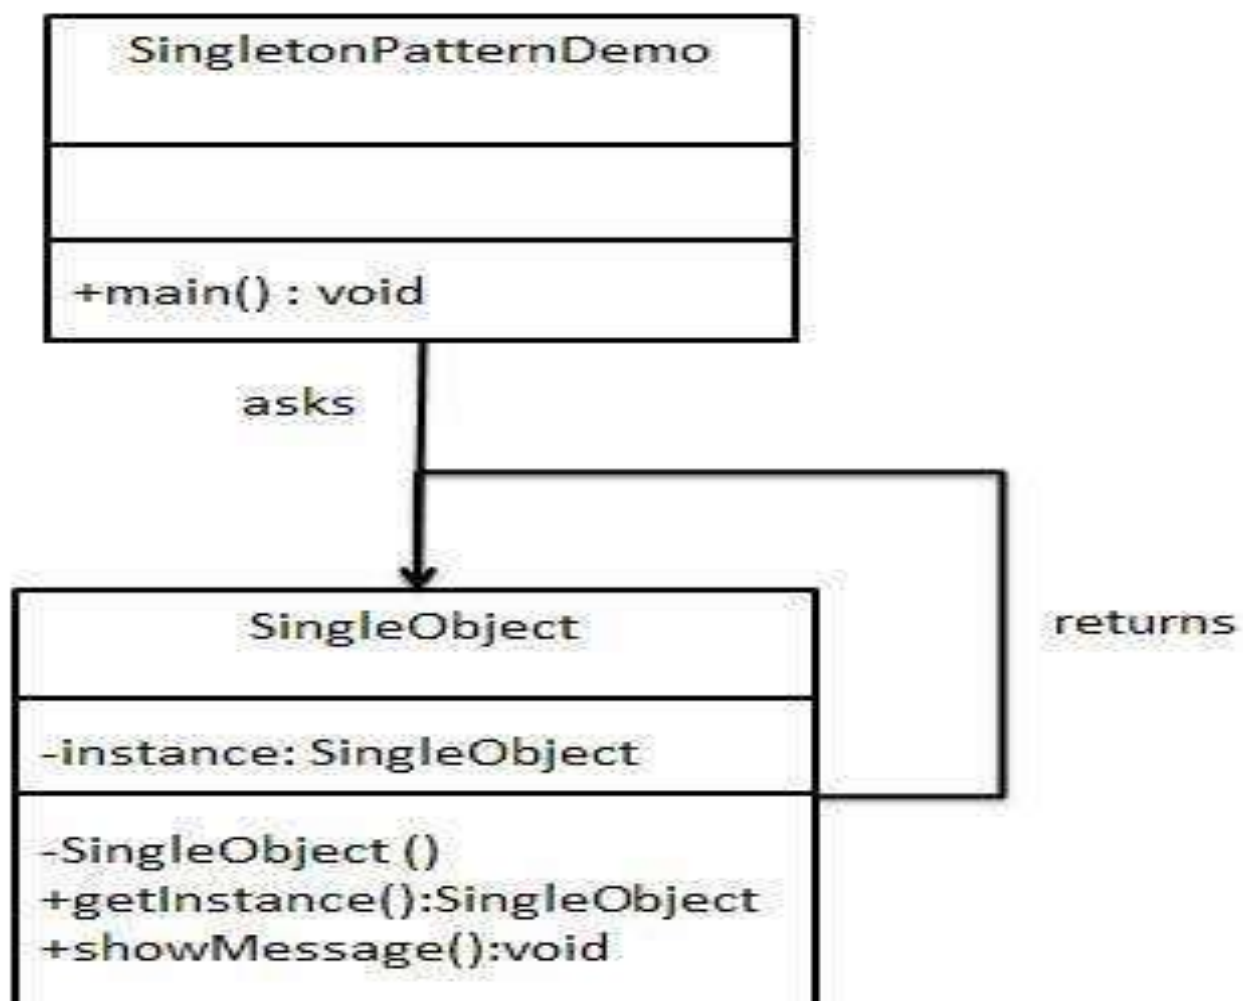 SingletonPatternDemo
+main() : void
asks
SingleObject
returns
-instance: SingleObject
-SingleObject ()
+getInstance():SingleObject
+showMessage():void